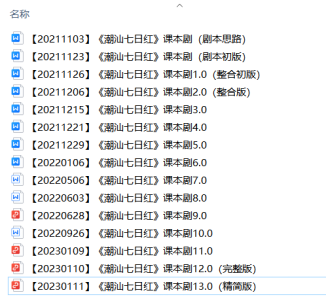 名称
【20211103】《潮汕七日红》课本剧（剧本思路）
【20211123】《潮汕七日红》课本剧（剧本初版）
【20211126】《潮汕七日红》课本剧1.0（整合初版）
【20211206】《潮汕七日红》课本剧2.0（整合版）
【20211215】《潮汕七日红》课本剧3.0
【20211221】《潮汕七日红》课本剧4.0
【20211229】《潮汕七日红》课本剧5.0
【20220106】《潮汕七日红》课本剧6.0
【20220506】《潮汕七日红》课本剧7.0
【20220603】《潮汕七日红》课本剧8.0
【20220628】《潮汕七日红》课本剧9.0
【20220926】《潮汕七日红》课本剧10.0
【20230109】《潮汕七日红》课本剧11.0
【20230110】《潮汕七日红》课本剧12.0（完整版）
【20230111】《潮汕七日红》课本剧13.0（精简版）